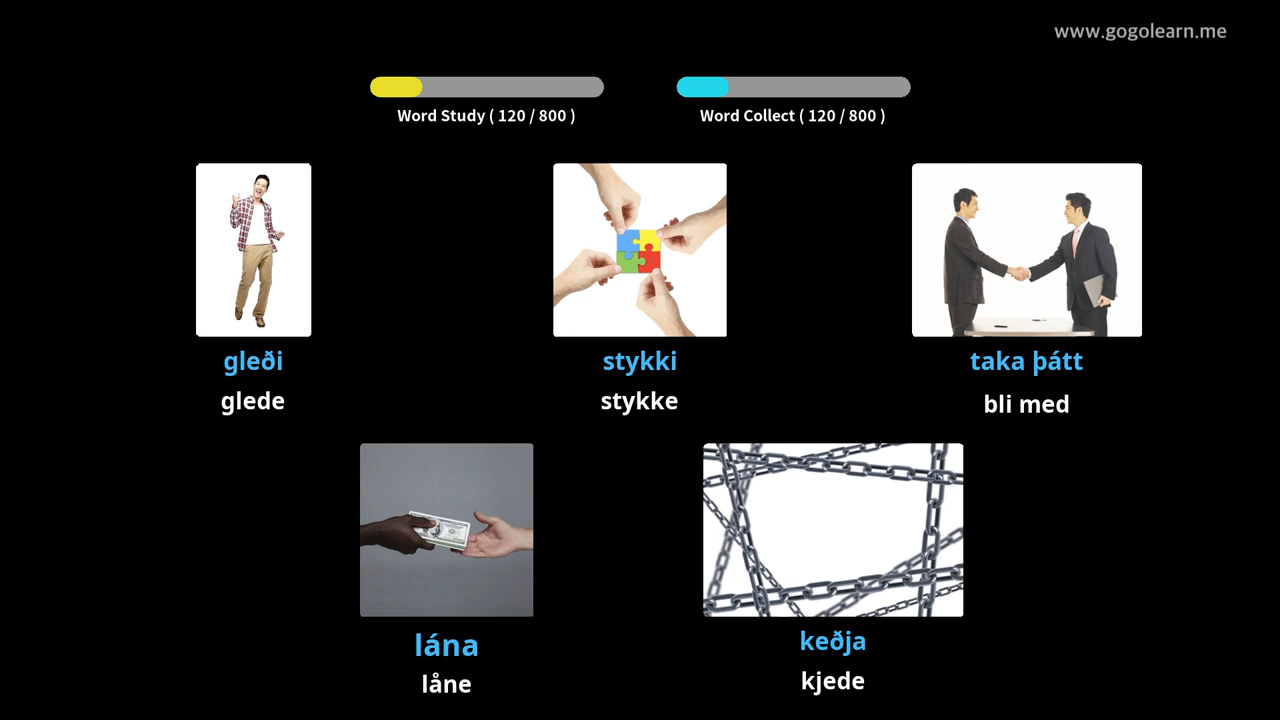 www.gogolearn.me
Word Study ( 120 / 800 )
Word Collect ( 120 / 800 )
gleði
glede
stykki
stykke
taka þátt
bli med
lána
låne
keðja
kjede